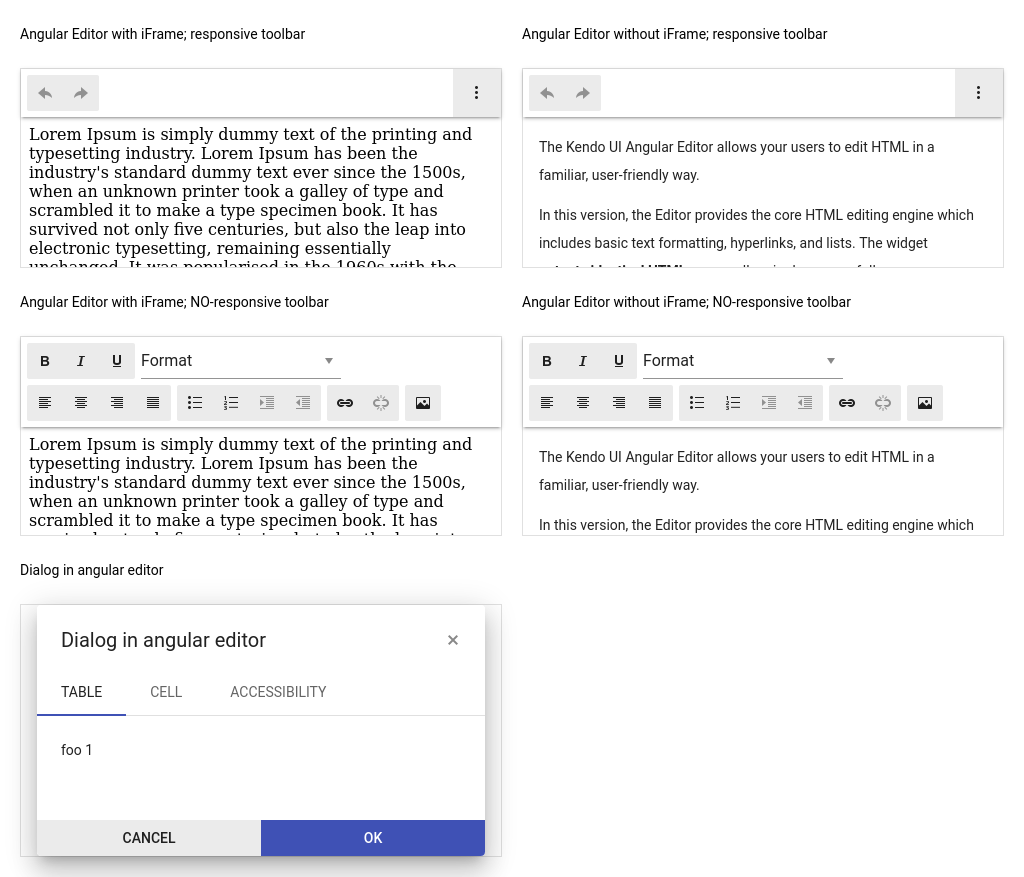 Angular Editor with iFrame; responsive toolbar
Lorem Ipsum is simply dummy text of the printing and
typesetting industry. Lorem Ipsum has been the
industry's standard dummy text ever since the 1500s,
when an unknown printer took a galley of type and
scrambled it to make a type specimen book. It has
survived not only five centuries, but also the leap into
electronic typesetting, remaining essentially
unchanged. It was popularised in the 1960s with the
Angular Editor without iFrame; responsive toolbar
The Kendo UI Angular Editor allows your users to edit HTML in a
familiar, user-friendly way.
In this version, the Editor provides the core HTML editing engine which
includes basic text formatting, hyperlinks, and lists. The widget
Angular Editor with iFrame; NO-responsive toolbar
B I U Format
Lorem Ipsum is simply dummy text of the printing and
typesetting industry. Lorem Ipsum has been the
industry's standard dummy text ever since the 1500s,
when an unknown printer took a galley of type and
scrambled it to make a type specimen book. It has
Angular Editor without iFrame; NO-responsive toolbar
B I U Format
The Kendo UI Angular Editor allows your users to edit HTML in a
familiar, user-friendly way.
In this version, the Editor provides the core HTML editing engine which
Dialog in angular editor
Dialog in angular editor ×
TABLE CELL ACCESSIBILITY
foo 1
CANCEL OK